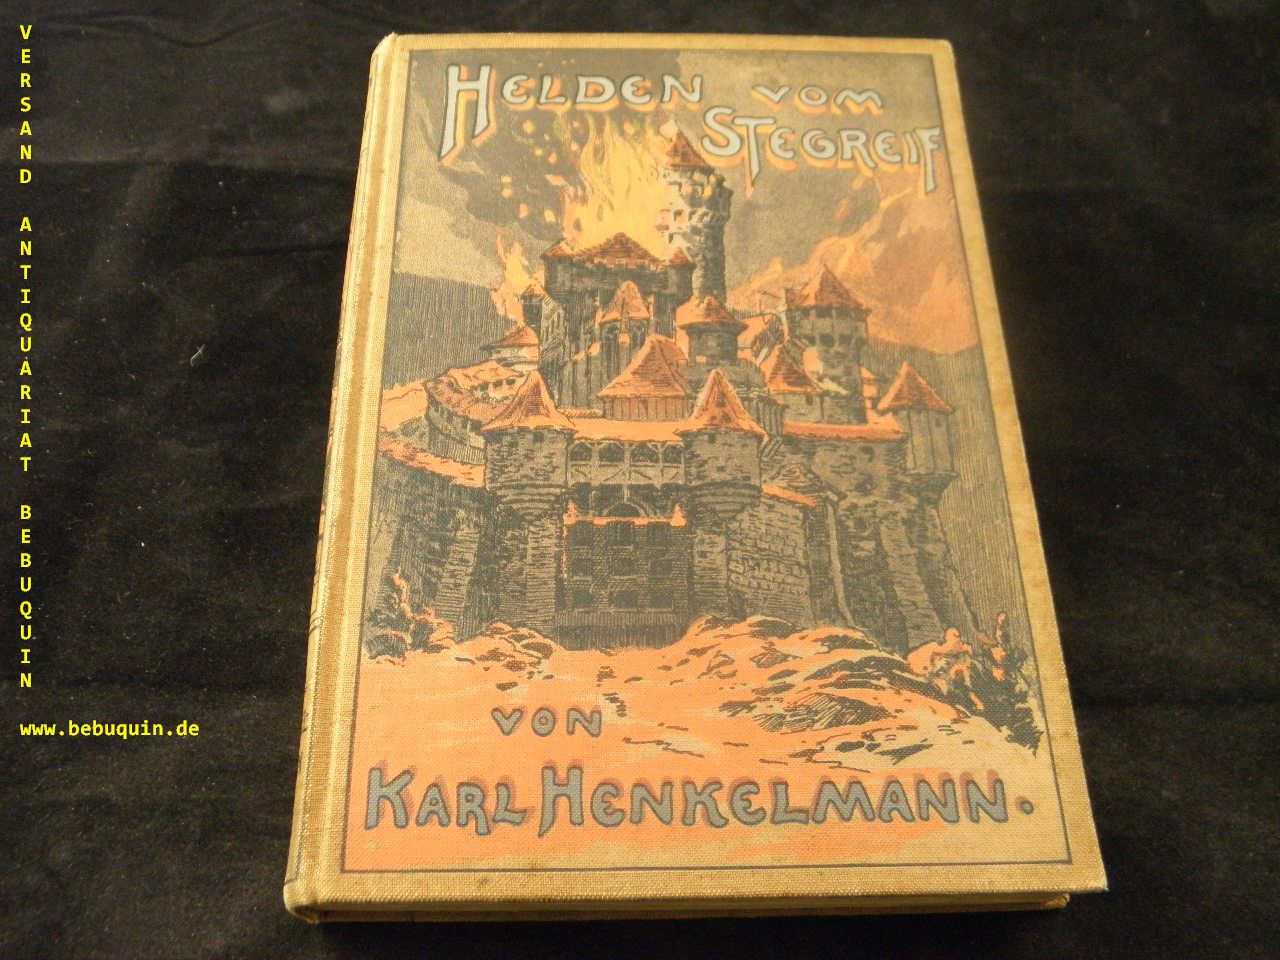 VERSAND ANTIQUARIAT BEBUQUIN
www.bebuquin.de
HELDEN VOM
STEGREIF
VON
KARL HENKELMANN.